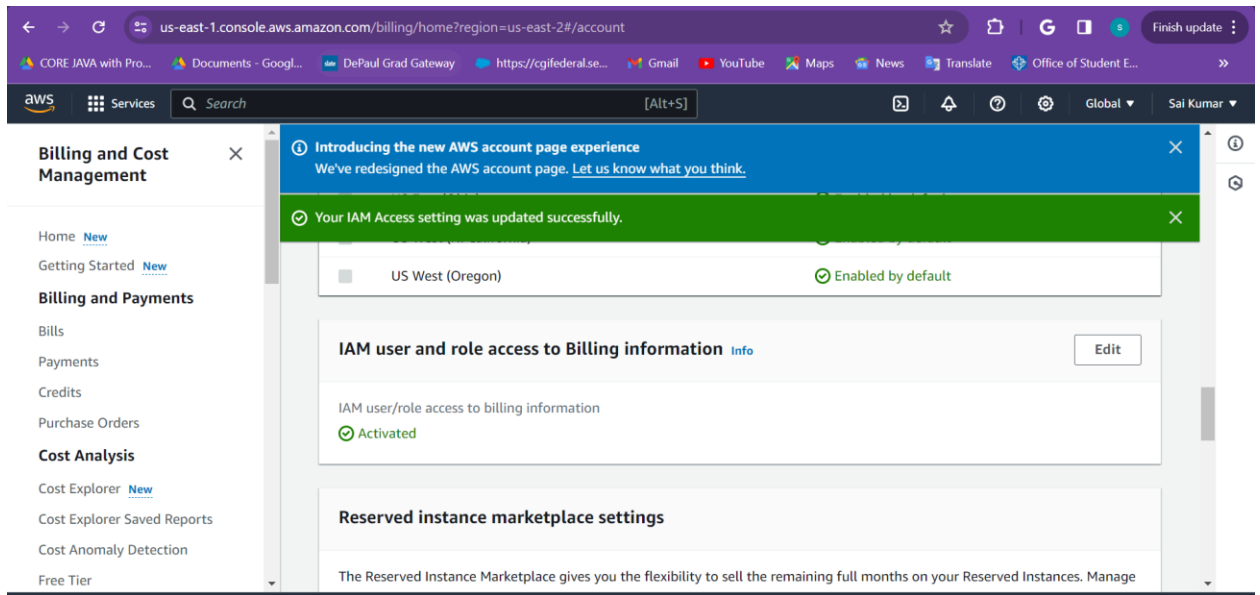 us-east-1.console.aws.amazon.com/billing/home?region=us-east-2#/account
G
s
Finish update
CORE JAVA with Pro...
Documents - Googl...
DePaul Grad Gateway
https://cgifederal.se...
Gmail
YouTube
Maps
News
Translate
Office of Student E...
»
aws
Services
Search
[Alt+S]
Global
Sai Kumar
Billing and Cost
Management
Home New
Getting Started New
Billing and Payments
Bills
Payments
Credits
Purchase Orders
Cost Analysis
Cost Explorer New
Cost Explorer Saved Reports
Cost Anomaly Detection
Free Tier
Introducing the new AWS account page experience
We've redesigned the AWS account page. Let us know what you think.
Your IAM Access setting was updated successfully.
US West (Oregon)
Enabled by default
IAM user and role access to Billing information Info
Edit
IAM user/role access to billing information
Activated
Reserved instance marketplace settings
The Reserved Instance Marketplace gives you the flexibility to sell the remaining full months on your Reserved Instances. Manage